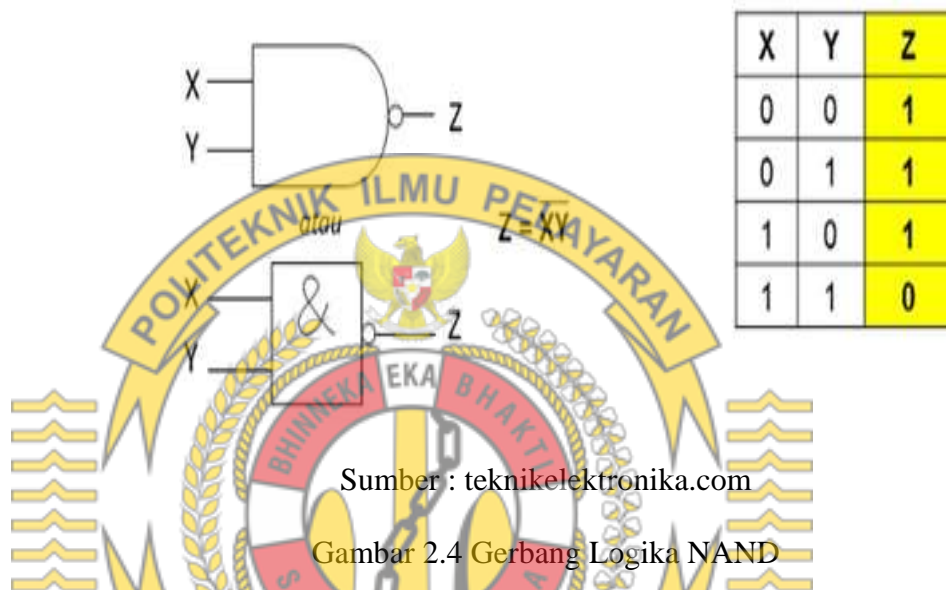 X Y Z
0 0 1
0 1 1
1 0 1
1 1 0
X
Y
Z
POLITEKNIK ILMU PELAYARAN
atau
Z = X̅Y̅
X
&
Y
Z
BHINNEKA EKA BHAKTI
Sumber : teknikelektronika.com
Gambar 2.4 Gerbang Logika NAND
S
A